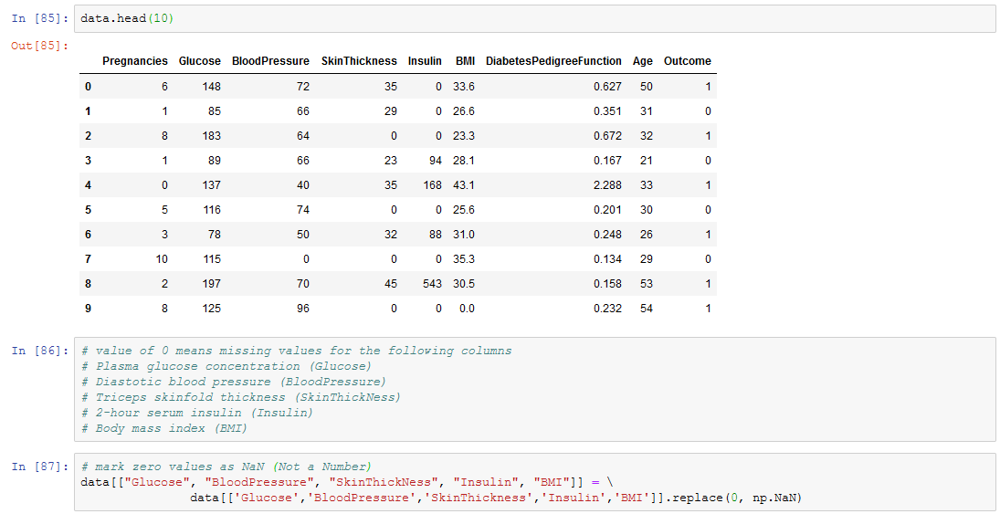 In [85]: data.head(10)
Out[85]:
Pregnancies Glucose BloodPressure SkinThickness Insulin BMI DiabetesPedigreeFunction Age Outcome
0 6 148 72 35 0 33.6 0.627 50 1
1 1 85 66 29 0 26.6 0.351 31 0
2 8 183 64 0 0 23.3 0.672 32 1
3 1 89 66 23 94 28.1 0.167 21 0
4 0 137 40 35 168 43.1 2.288 33 1
5 5 116 74 0 0 25.6 0.201 30 0
6 3 78 50 32 88 31.0 0.248 26 1
7 10 115 0 0 0 35.3 0.134 29 0
8 2 197 70 45 543 30.5 0.158 53 1
9 8 125 96 0 0 0.0 0.232 54 1
In [86]: # value of 0 means missing values for the following columns
# Plasma glucose concentration (Glucose)
# Diastotic blood pressure (BloodPressure)
# Triceps skinfold thickness (SkinThickNess)
# 2-hour serum insulin (Insulin)
# Body mass index (BMI)
In [87]: # mark zero values as NaN (Not a Number)
data[["Glucose", "BloodPressure", "SkinThickNess", "Insulin", "BMI"]] = \
data[['Glucose','BloodPressure','SkinThickness','Insulin','BMI']].replace(0, np.NaN)